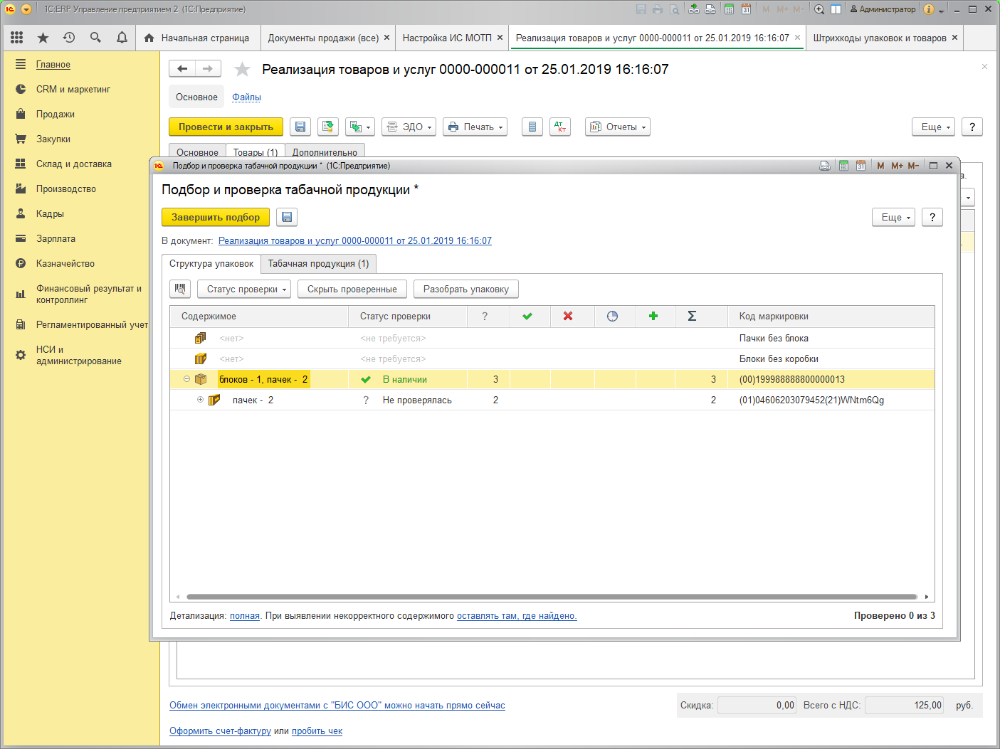 1С:ERP Управление предприятием 2 (1С:Предприятие)
M M+ M- Администратор
Начальная страница
Документы продажи (все)
Настройка ИС МОТП
Реализация товаров и услуг 0000-000011 от 25.01.2019 16:16:07
Штрихкоды упаковок и товаров
Главное
CRM и маркетинг
Продажи
Закупки
Склад и доставка
Производство
Кадры
Зарплата
Казначейство
Финансовый результат и
контроллинг
Регламентированный учет
НСИ и
администрирование
Реализация товаров и услуг 0000-000011 от 25.01.2019 16:16:07
Основное Файлы
Провести и закрыть ЭДО Печать Дт Кт Отчеты Еще ?
Основное Товары (1) Дополнительно
Подбор и проверка табачной продукции * (1С:Предприятие)
31 M M+ M-
Подбор и проверка табачной продукции *
Завершить подбор Еще ?
В документ: Реализация товаров и услуг 0000-000011 от 25.01.2019 16:16:07
Структура упаковок Табачная продукция (1)
Статус проверки Скрыть проверенные Разобрать упаковку
Содержимое Статус проверки ? Σ Код маркировки
<нет> <не требуется> Пачки без блока
<нет> <не требуется> Блоки без коробки
блоков - 1, пачек - 2 В наличии 3 3 (00)199988888800000013
пачек - 2 ? Не проверялась 2 2 (01)04606203079452(21)WNtm6Qg
Детализация: полная. При выявлении некорректного содержимого оставлять там, где найдено.
Проверено 0 из 3
Обмен электронными документами с "БИС ООО" можно начать прямо сейчас
Скидка: 0,00 Всего с НДС: 125,00 руб.
Оформить счет-фактуру или пробить чек